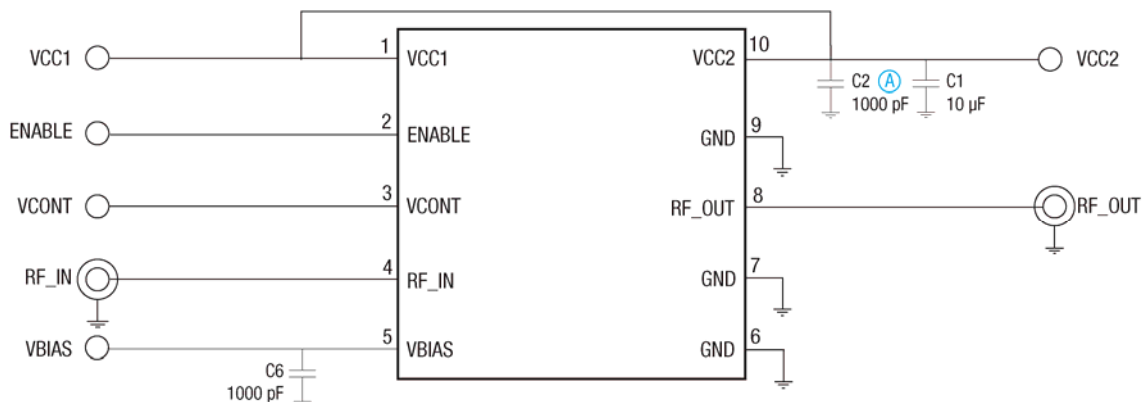 VCC1
1
VCC1
ENABLE
2
ENABLE
VCONT
3
VCONT
RF_IN
4
RF_IN
VBIAS
5
VBIAS
C6
1000 pF
VCC2
10
VCC2
C2 A
1000 pF
C1
10 µF
GND
9
RF_OUT
8
RF_OUT
GND
7
GND
6